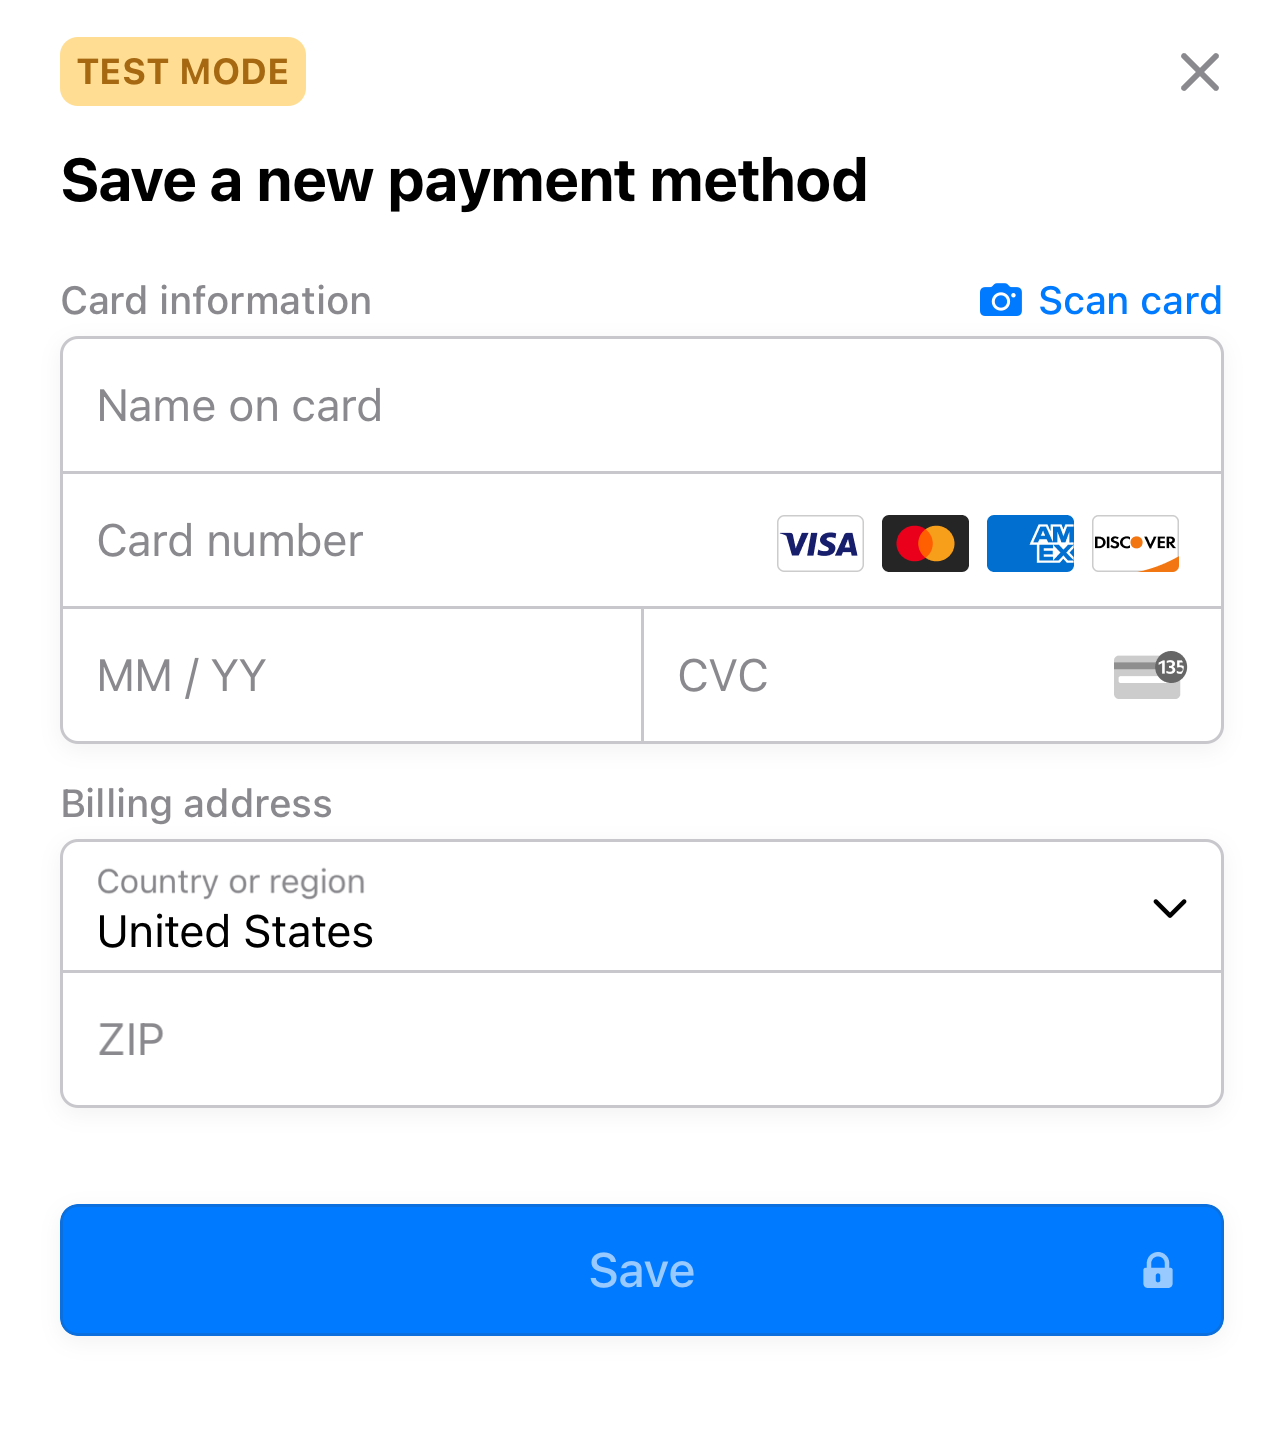 TEST MODE
Save a new payment method
Card information
Scan card
Name on card
Card number
VISA
AM
EX
DISCOVER
MM / YY
CVC
135
Billing address
Country or region
United States
ZIP
Save